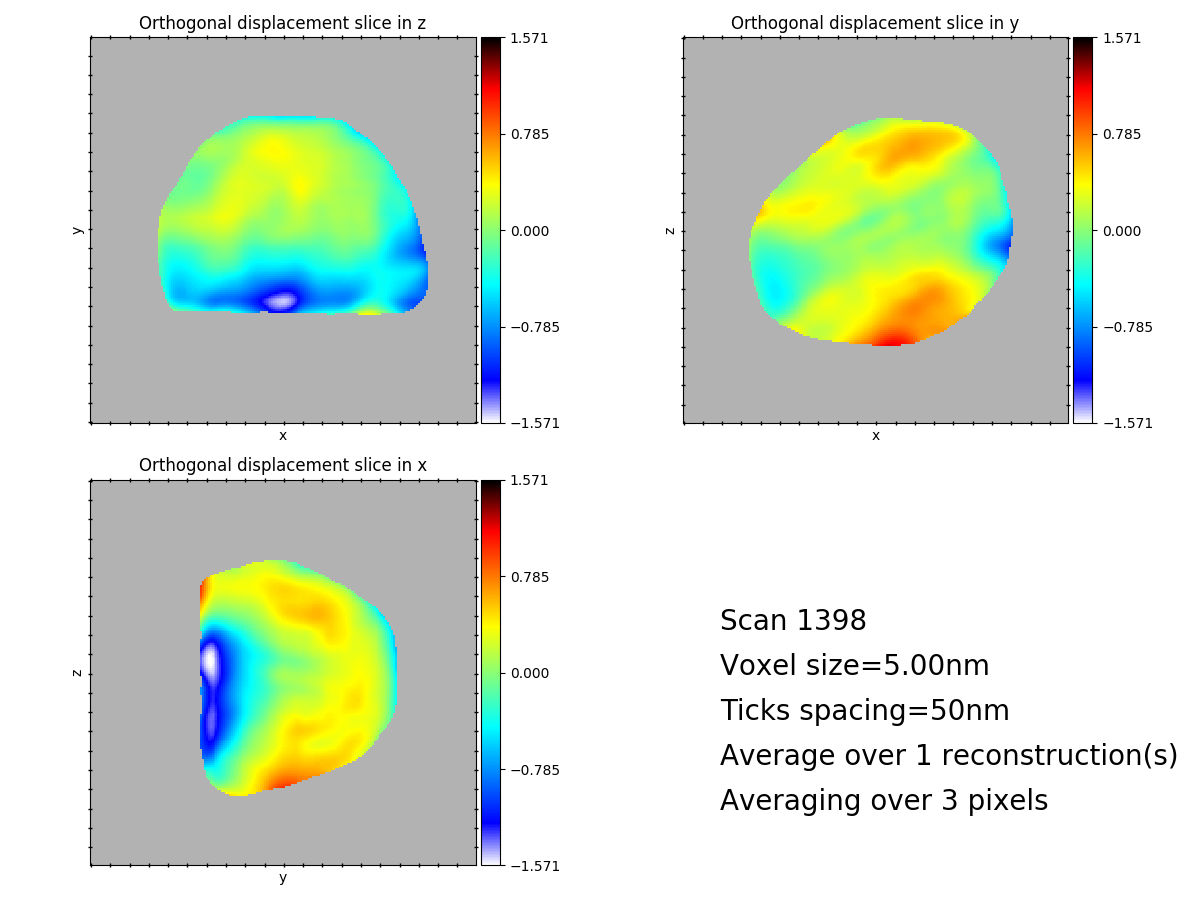 Orthogonal displacement slice in z
1.571
0.785
0.000
−0.785
−1.571
y
x
Orthogonal displacement slice in y
1.571
0.785
0.000
−0.785
−1.571
z
x
Orthogonal displacement slice in x
1.571
0.785
0.000
−0.785
−1.571
z
y
Scan 1398
Voxel size=5.00nm
Ticks spacing=50nm
Average over 1 reconstruction(s)
Averaging over 3 pixels